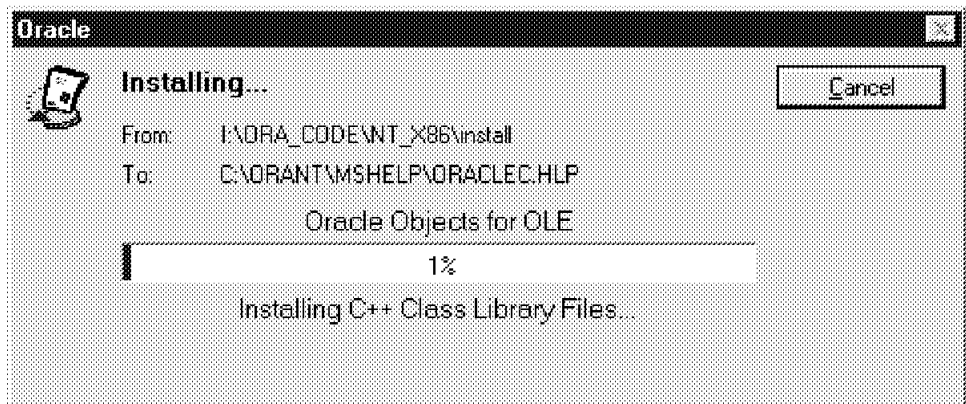 Oracle
Installing...
Cancel
From: I:\ORA_CODE\NT_X86\install
To: C:\ORANT\MSHELP\ORACLEC.HLP
Oracle Objects for OLE
1%
Installing C++ Class Library Files...